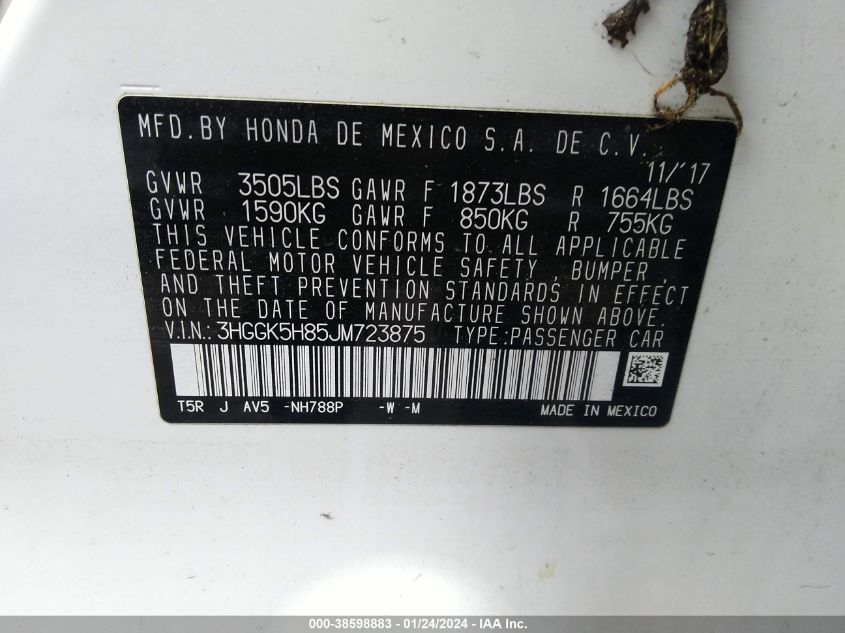 MFD.BY HONDA DE MEXICO S.A. DE C.V.
11/'17
GVWR 3505LBS GAWR F 1873LBS R 1664LBS
GVWR 1590KG GAWR F 850KG R 755KG
THIS VEHICLE CONFORMS TO ALL APPLICABLE
FEDERAL MOTOR VEHICLE SAFETY, BUMPER,
AND THEFT PREVENTION STANDARDS IN EFFECT
ON THE DATE OF MANUFACTURE SHOWN ABOVE.
V.I.N.: 3HGGK5H85JM723875 TYPE:PASSENGER CAR
T5R J AV5 -NH788P -W -M MADE IN MEXICO
000-38598883 - 01/24/2024 - IAA Inc.